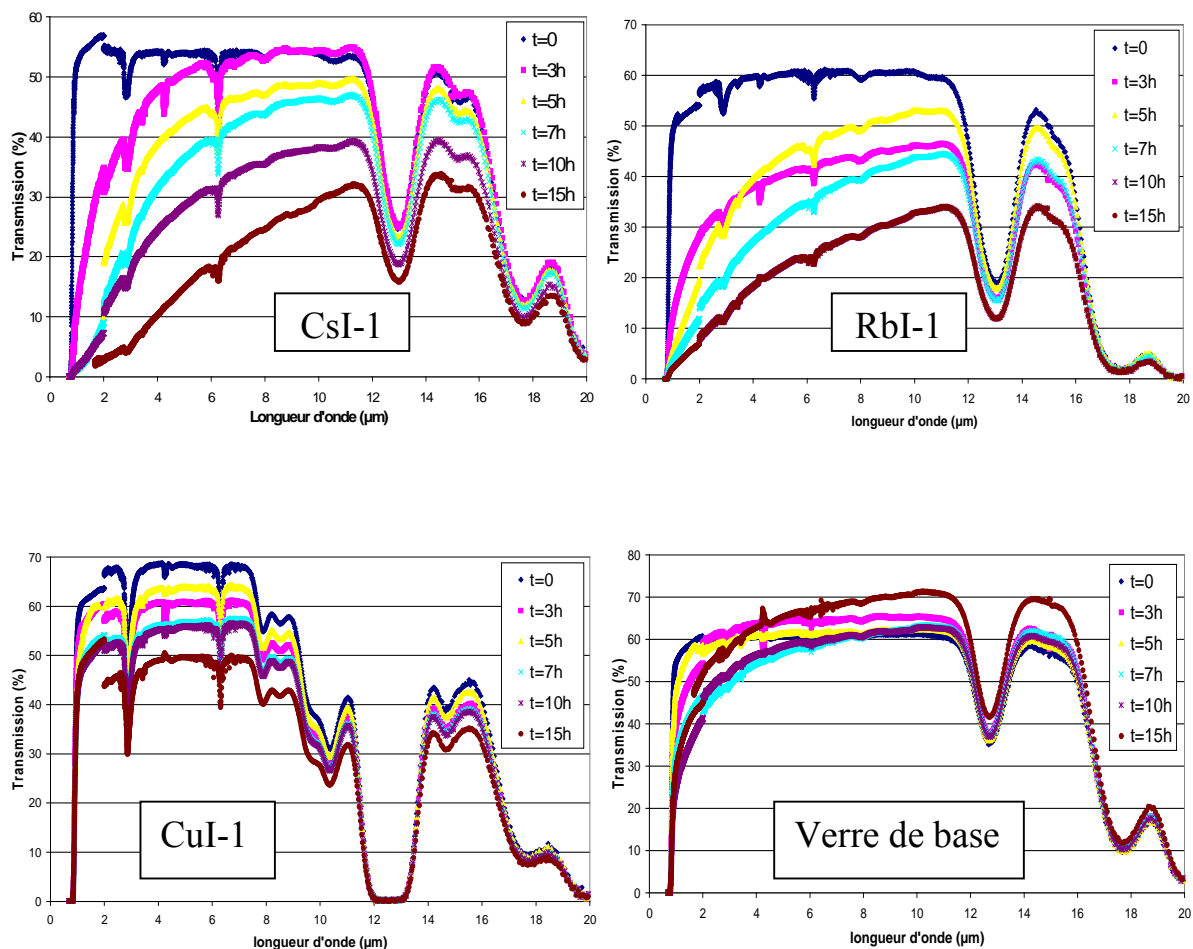 Transmission (%)
60
50
40
30
20
10
0
0 2 4 6 8 10 12 14 16 18 20
Longueur d'onde (µm)
t=0
t=3h
t=5h
t=7h
t=10h
t=15h
CsI-1
Transmission (%)
70
60
50
40
30
20
10
0
0 2 4 6 8 10 12 14 16 18 20
longueur d'onde (µm)
t=0
t=3h
t=5h
t=7h
t=10h
t=15h
RbI-1
Transmission (%)
70
60
50
40
30
20
10
0
0 2 4 6 8 10 12 14 16 18 20
longueur d'onde (µm)
t=0
t=3h
t=5h
t=7h
t=10h
t=15h
CuI-1
Transmission (%)
80
70
60
50
40
30
20
10
0
0 2 4 6 8 10 12 14 16 18 20
longueur d'onde (µm)
t=0
t=3h
t=5h
t=7h
t=10h
t=15h
Verre de base